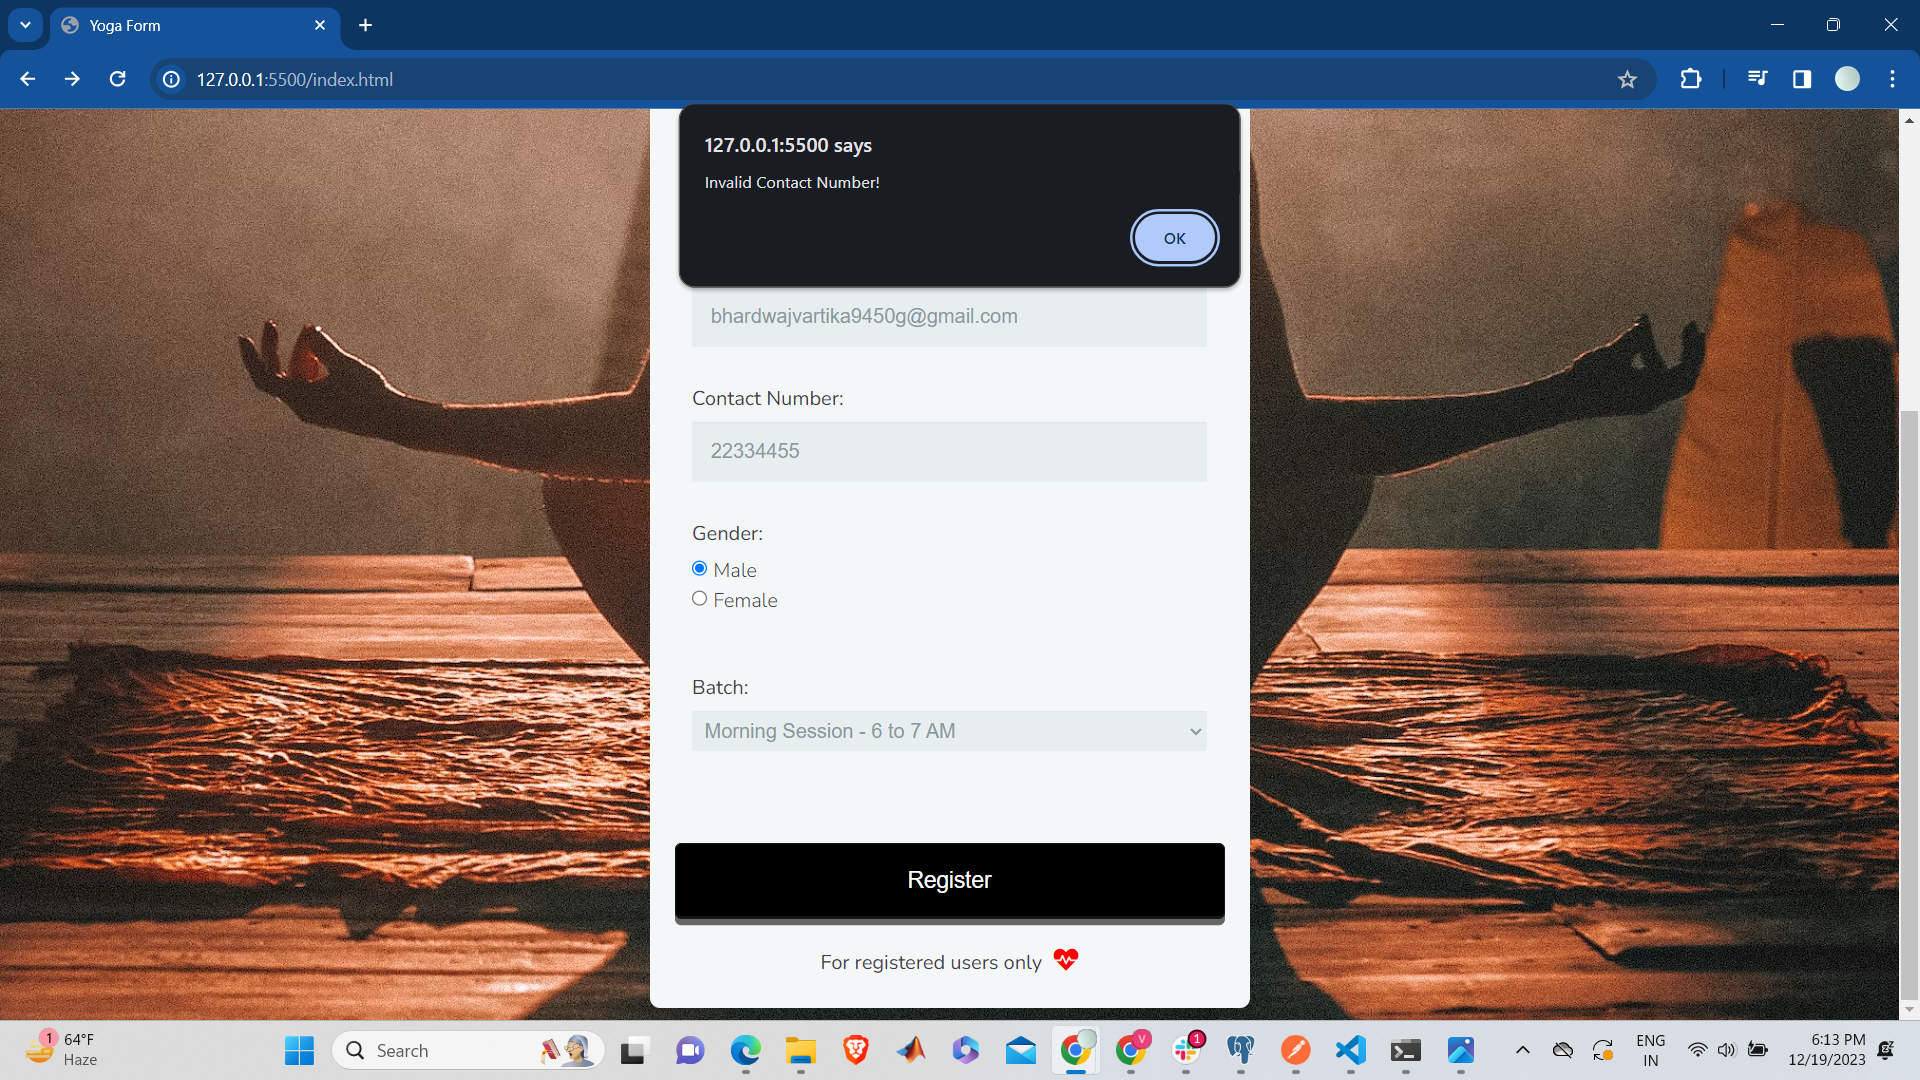 Yoga Form
127.0.0.1:5500/index.html
127.0.0.1:5500 says
Invalid Contact Number!
OK
bhardwajvartika9450g@gmail.com
Contact Number:
22334455
Gender:
Male
Female
Batch:
Morning Session - 6 to 7 AM
Register
For registered users only
1
64°F
Haze
Search
V
1
ENG
IN
6:13 PM
12/19/2023